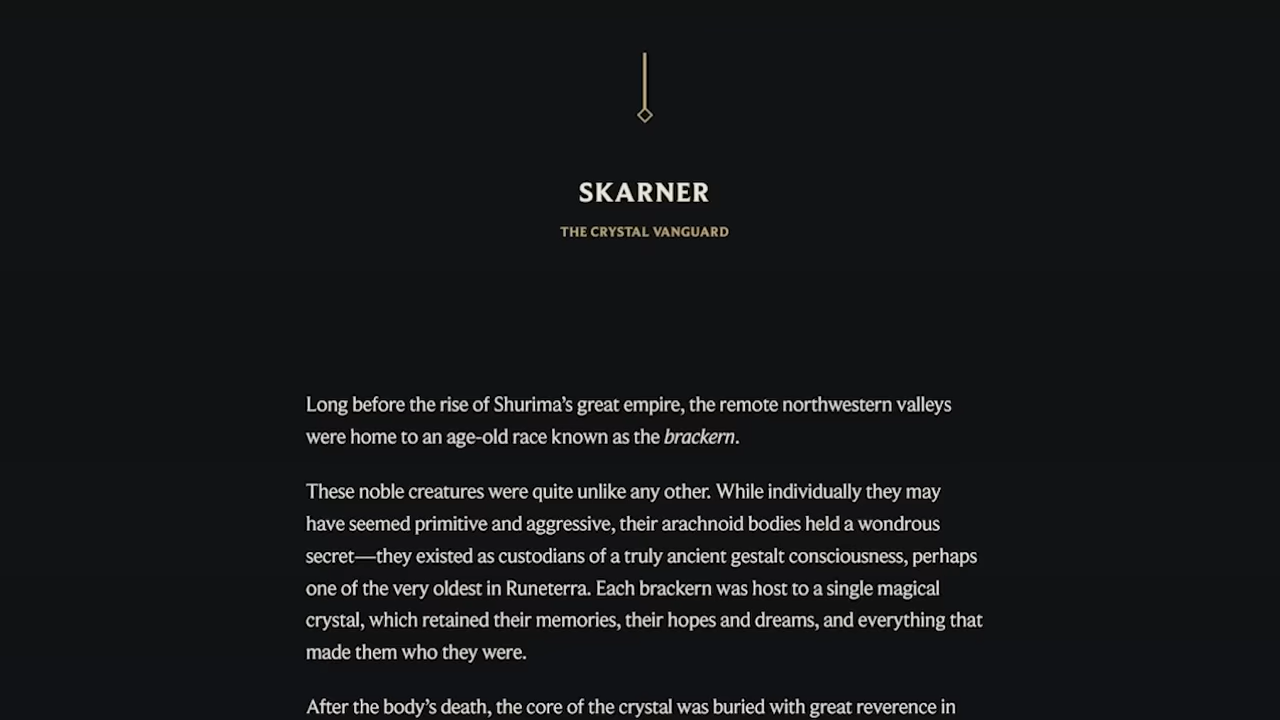 SKARNER
THE CRYSTAL VANGUARD
Long before the rise of Shurima’s great empire, the remote northwestern valleys
were home to an age-old race known as the brackern.
These noble creatures were quite unlike any other. While individually they may
have seemed primitive and aggressive, their arachnoid bodies held a wondrous
secret—they existed as custodians of a truly ancient gestalt consciousness, perhaps
one of the very oldest in Runeterra. Each brackern was host to a single magical
crystal, which retained their memories, their hopes and dreams, and everything that
made them who they were.
After the body’s death, the core of the crystal was buried with great reverence in